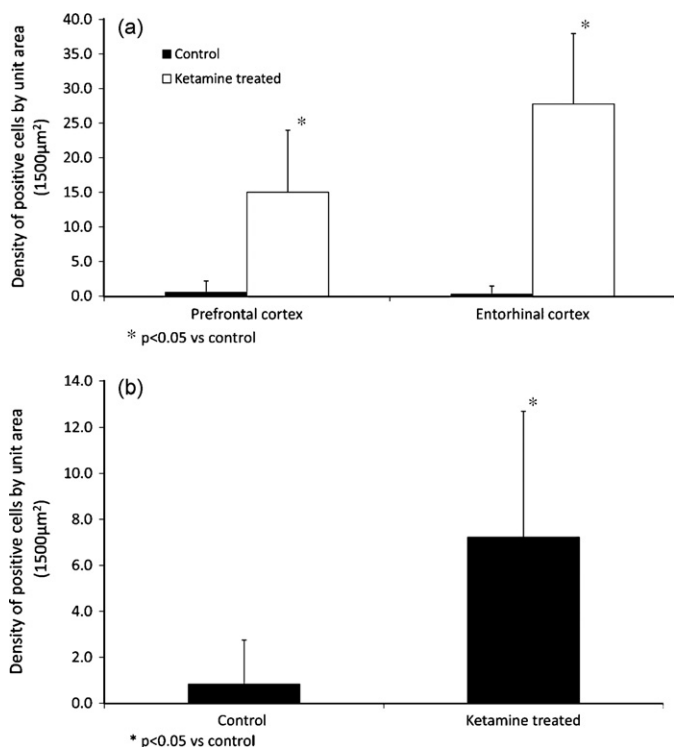 (a)
Control
Ketamine treated
Density of positive cells by unit area
(1500μm²)
40.0
35.0
30.0
25.0
20.0
15.0
10.0
5.0
0.0
*
*
Prefrontal cortex
Entorhinal cortex
* p<0.05 vs control
(b)
Density of positive cells by unit area
(1500μm²)
14.0
12.0
10.0
8.0
6.0
4.0
2.0
0.0
*
Control
Ketamine treated
* p<0.05 vs control